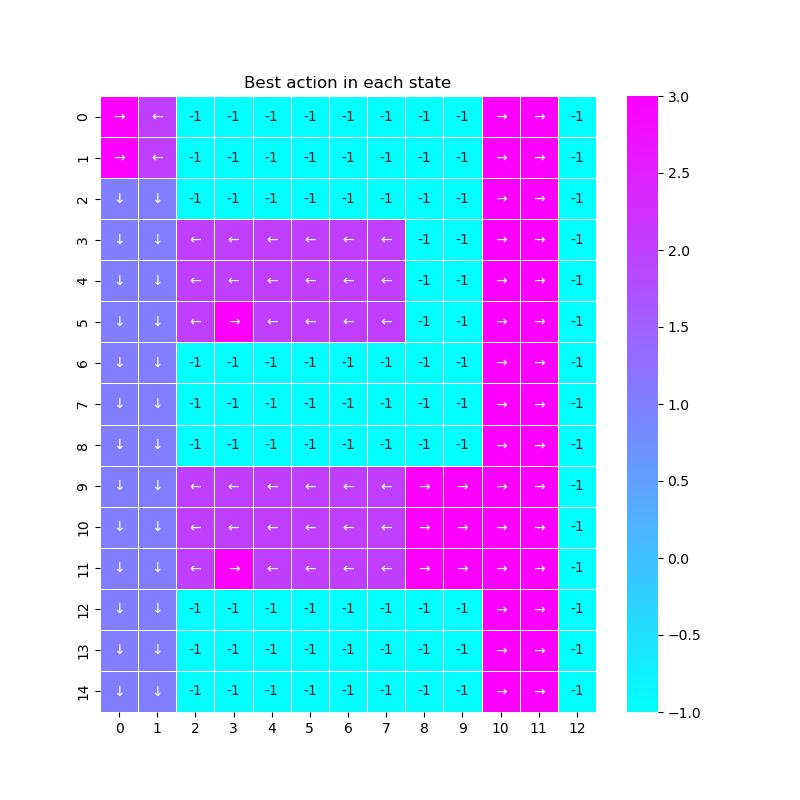 Best action in each state
0 → ← -1 -1 -1 -1 -1 -1 -1 -1 → → -1
1 → ← -1 -1 -1 -1 -1 -1 -1 -1 → → -1
2 ↓ ↓ -1 -1 -1 -1 -1 -1 -1 -1 → → -1
3 ↓ ↓ ← ← ← ← ← ← -1 -1 → → -1
4 ↓ ↓ ← ← ← ← ← ← -1 -1 → → -1
5 ↓ ↓ ← → ← ← ← ← -1 -1 → → -1
6 ↓ ↓ -1 -1 -1 -1 -1 -1 -1 -1 → → -1
7 ↓ ↓ -1 -1 -1 -1 -1 -1 -1 -1 → → -1
8 ↓ ↓ -1 -1 -1 -1 -1 -1 -1 -1 → → -1
9 ↓ ↓ ← ← ← ← ← ← → → → → -1
10 ↓ ↓ ← ← ← ← ← ← → → → → -1
11 ↓ ↓ ← → ← ← ← ← → → → → -1
12 ↓ ↓ -1 -1 -1 -1 -1 -1 -1 -1 → → -1
13 ↓ ↓ -1 -1 -1 -1 -1 -1 -1 -1 → → -1
14 ↓ ↓ -1 -1 -1 -1 -1 -1 -1 -1 → → -1
0 1 2 3 4 5 6 7 8 9 10 11 12
3.0
2.5
2.0
1.5
1.0
0.5
0.0
−0.5
−1.0